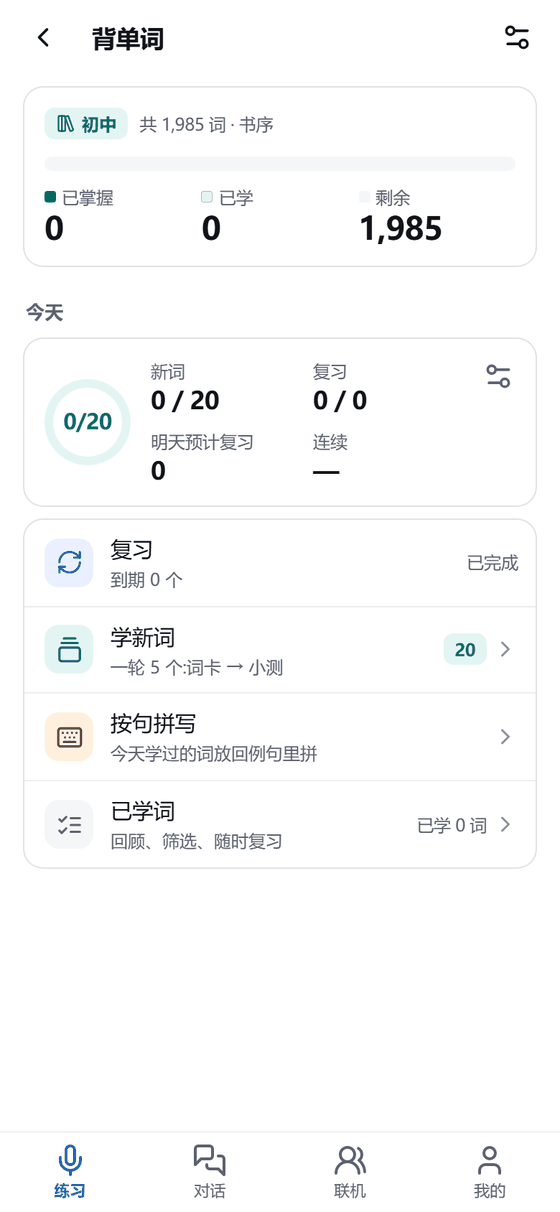 背单词
初中 共 1,985 词 · 书序
已掌握 已学 剩余
0 0 1,985
今天
0/20
新词 复习
0 / 20 0 / 0
明天预计复习 连续
0 —
复习
到期 0 个
已完成
学新词
一轮 5 个:词卡 → 小测
20
按句拼写
今天学过的词放回例句里拼
已学词
回顾、筛选、随时复习
已学 0 词
练习 对话 联机 我的